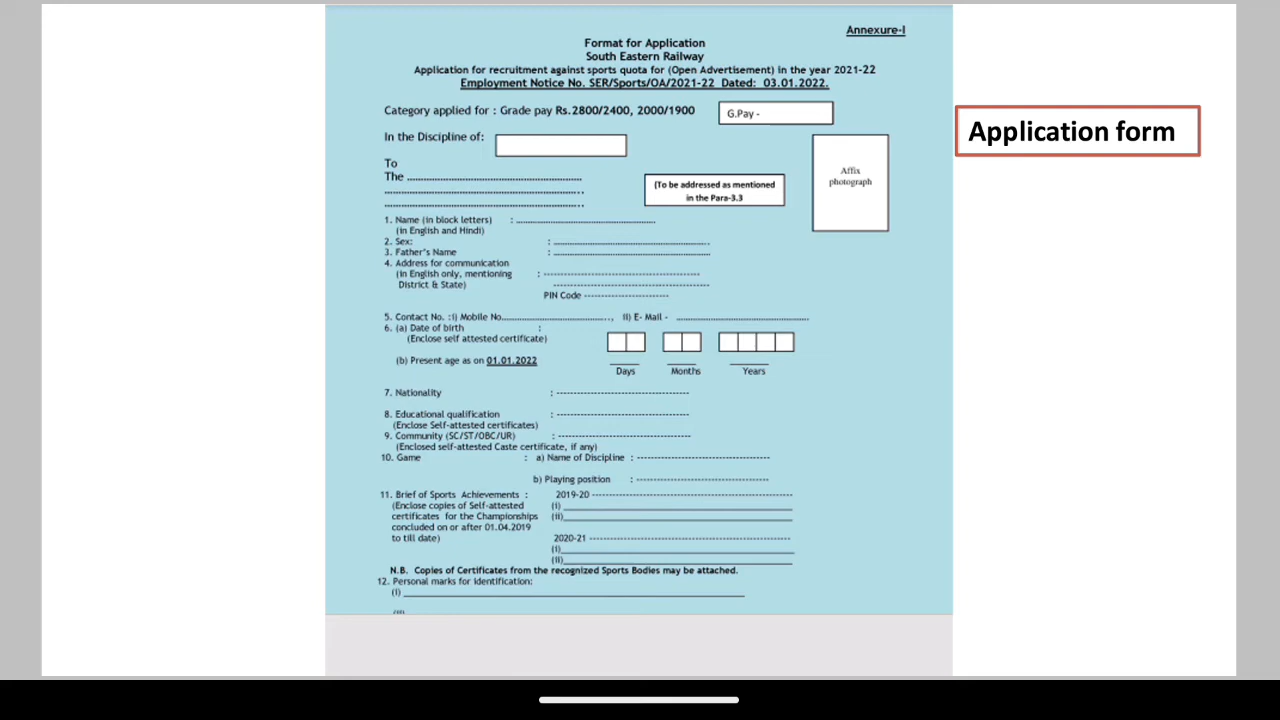 Annexure-I
Format for Application
South Eastern Railway
Application for recruitment against sports quota for (Open Advertisement) in the year 2021-22
Employment Notice No. SER/Sports/OA/2021-22 Dated: 03.01.2022.
Category applied for : Grade pay Rs.2800/2400, 2000/1900
G.Pay -
Application form
In the Discipline of:
To
The
Affix
photograph
(To be addressed as mentioned
in the Para-3.3
1. Name (in block letters) :
(in English and Hindi)
2. Sex: :
3. Father's Name :
4. Address for communication
(in English only, mentioning :
District & State)
PIN Code
5. Contact No. :i) Mobile No. , ii) E- Mail -
6. (a) Date of birth :
(Enclose self attested certificate)
(b) Present age as on 01.01.2022
Days Months Years
7. Nationality :
8. Educational qualification :
(Enclose Self-attested certificates)
9. Community (SC/ST/OBC/UR) :
(Enclosed self-attested Caste certificate, if any)
10. Game : a) Name of Discipline :
b) Playing position :
11. Brief of Sports Achievements : 2019-20
(Enclose copies of Self-attested (i)
certificates for the Championships (ii)
concluded on or after 01.04.2019
to till date) 2020-21
(i)
(ii)
N.B. Copies of Certificates from the recognized Sports Bodies may be attached.
12. Personal marks for identification:
(i)